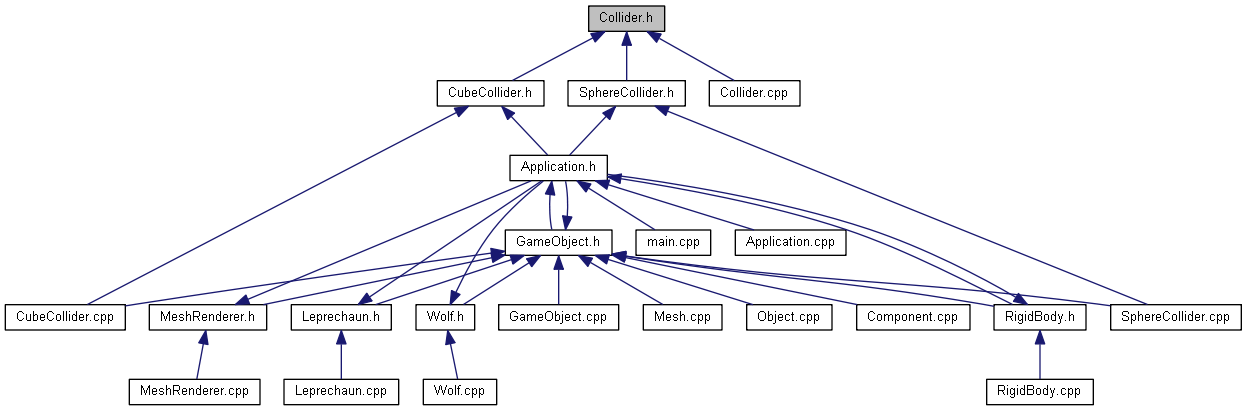 Collider.h
CubeCollider.h
SphereCollider.h
Collider.cpp
Application.h
GameObject.h
main.cpp
Application.cpp
CubeCollider.cpp
MeshRenderer.h
Leprechaun.h
Wolf.h
GameObject.cpp
Mesh.cpp
Object.cpp
Component.cpp
RigidBody.h
SphereCollider.cpp
MeshRenderer.cpp
Leprechaun.cpp
Wolf.cpp
RigidBody.cpp